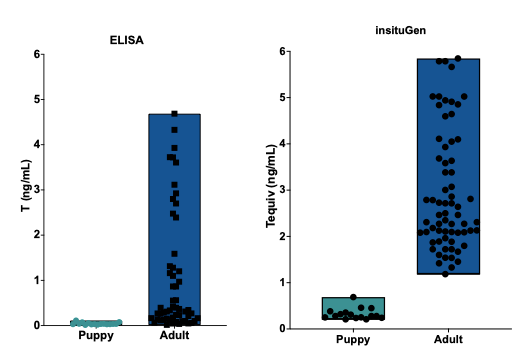 ELISA
T (ng/mL)
6
5
4
3
2
1
0
Puppy
Adult
insituGen
Tequiv (ng/mL)
6
5
4
3
2
1
0
Puppy
Adult